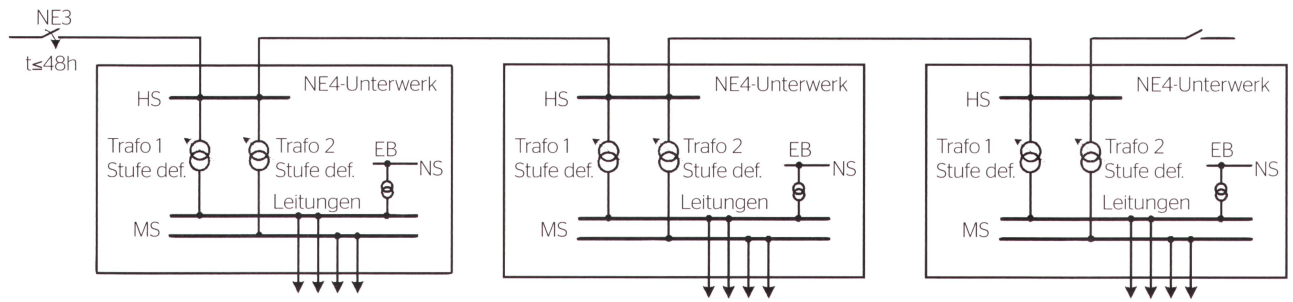 NE3
t≤48h
NE4-Unterwerk
HS
Trafo 1
Stufe def.
Trafo 2
Stufe def.
EB
NS
Leitungen
MS
NE4-Unterwerk
HS
Trafo 1
Stufe def.
Trafo 2
Stufe def.
EB
NS
Leitungen
MS
NE4-Unterwerk
HS
Trafo 1
Stufe def.
Trafo 2
Stufe def.
EB
NS
Leitungen
MS